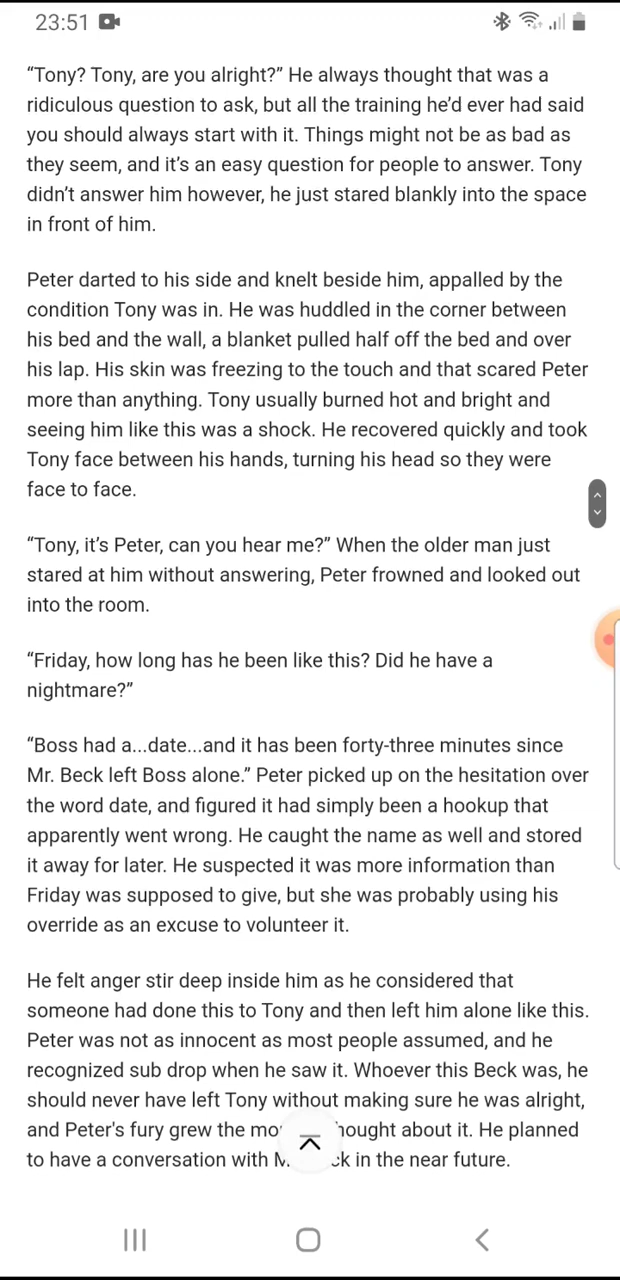 23:51
“Tony? Tony, are you alright?” He always thought that was a
ridiculous question to ask, but all the training he’d ever had said
you should always start with it. Things might not be as bad as
they seem, and it’s an easy question for people to answer. Tony
didn’t answer him however, he just stared blankly into the space
in front of him.
Peter darted to his side and knelt beside him, appalled by the
condition Tony was in. He was huddled in the corner between
his bed and the wall, a blanket pulled half off the bed and over
his lap. His skin was freezing to the touch and that scared Peter
more than anything. Tony usually burned hot and bright and
seeing him like this was a shock. He recovered quickly and took
Tony face between his hands, turning his head so they were
face to face.
“Tony, it’s Peter, can you hear me?” When the older man just
stared at him without answering, Peter frowned and looked out
into the room.
“Friday, how long has he been like this? Did he have a
nightmare?”
“Boss had a...date...and it has been forty-three minutes since
Mr. Beck left Boss alone.” Peter picked up on the hesitation over
the word date, and figured it had simply been a hookup that
apparently went wrong. He caught the name as well and stored
it away for later. He suspected it was more information than
Friday was supposed to give, but she was probably using his
override as an excuse to volunteer it.
He felt anger stir deep inside him as he considered that
someone had done this to Tony and then left him alone like this.
Peter was not as innocent as most people assumed, and he
recognized sub drop when he saw it. Whoever this Beck was, he
should never have left Tony without making sure he was alright,
and Peter's fury grew the about it. He planned
to have a conversation with in the near future.